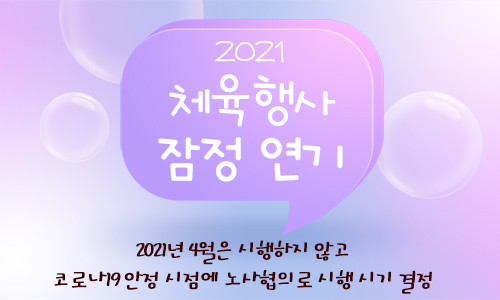 2021
체육행사
잠정 연기
2021년 4월은 시행하지 않고
코로나19 안정 시점에 노사협의로 시행 시기 결정